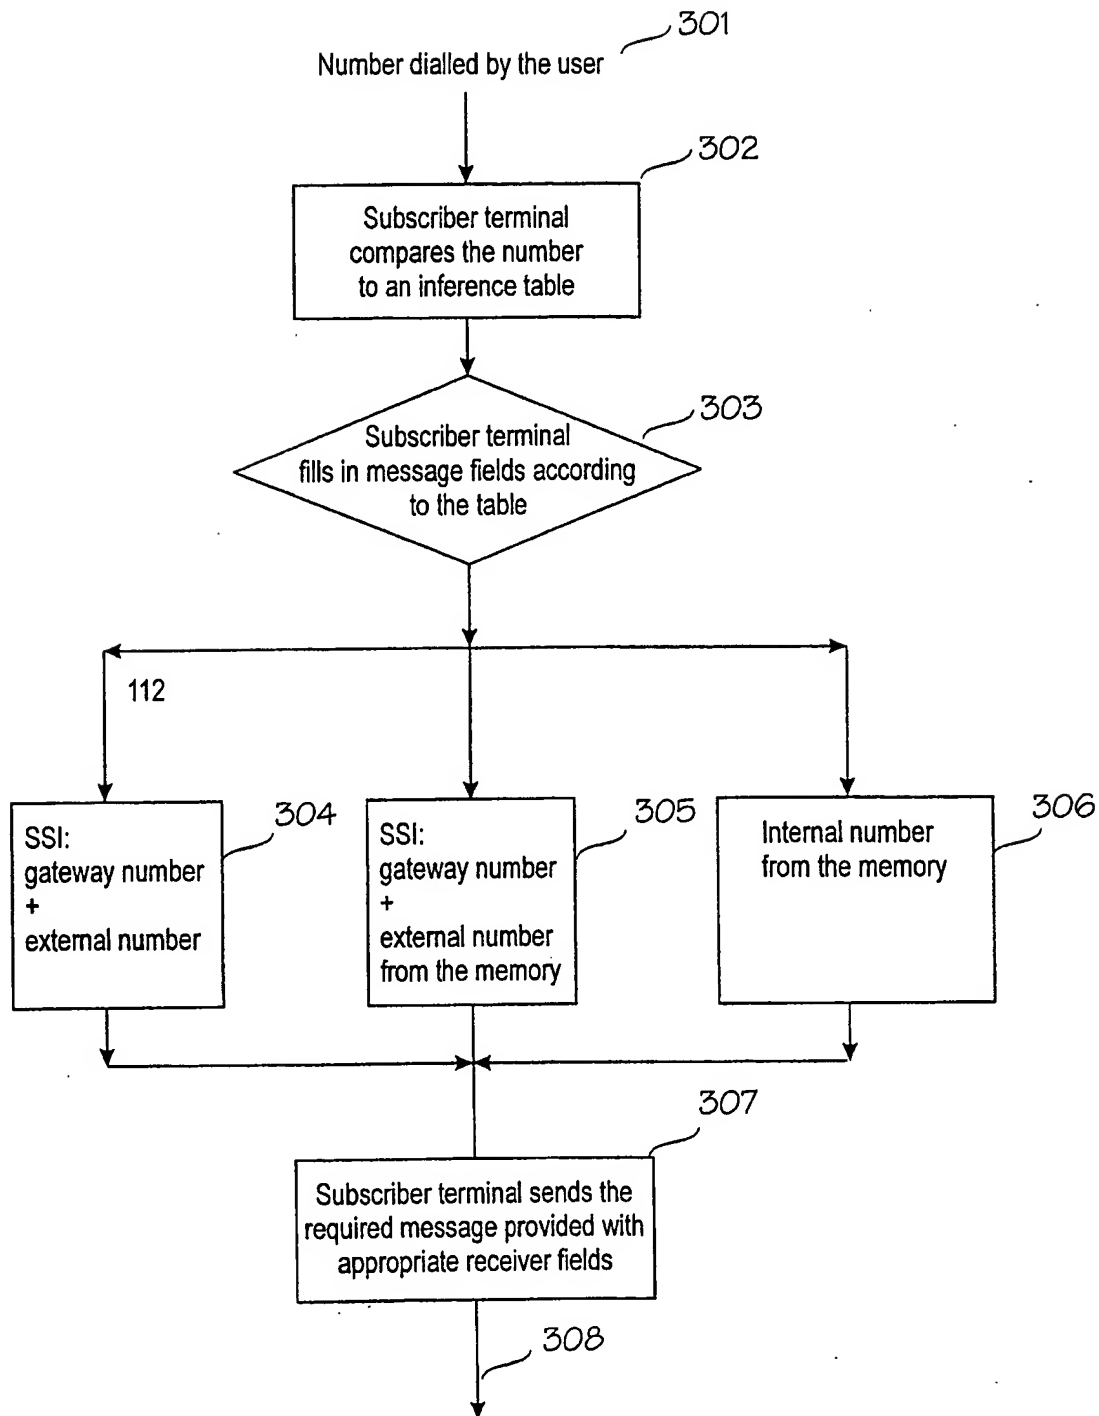 301
Number dialled by the user
302
Subscriber terminal
compares the number
to an inference table
303
Subscriber terminal
fills in message fields according
to the table
112
304
SSI:
gateway number
+
external number
305
SSI:
gateway number
+
external number
from the memory
306
Internal number
from the memory
307
Subscriber terminal sends the
required message provided with
appropriate receiver fields
308